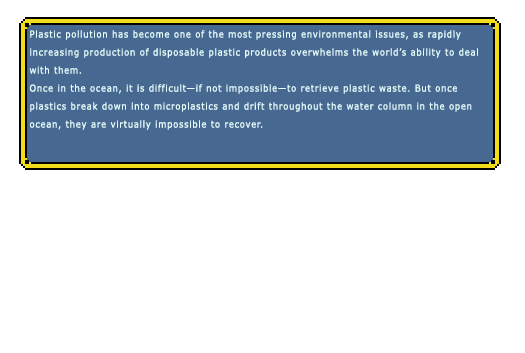 Plastic pollution has become one of the most pressing environmental issues, as rapidly
increasing production of disposable plastic products overwhelms the world’s ability to deal
with them.
Once in the ocean, it is difficult—if not impossible—to retrieve plastic waste. But once
plastics break down into microplastics and drift throughout the water column in the open
ocean, they are virtually impossible to recover.